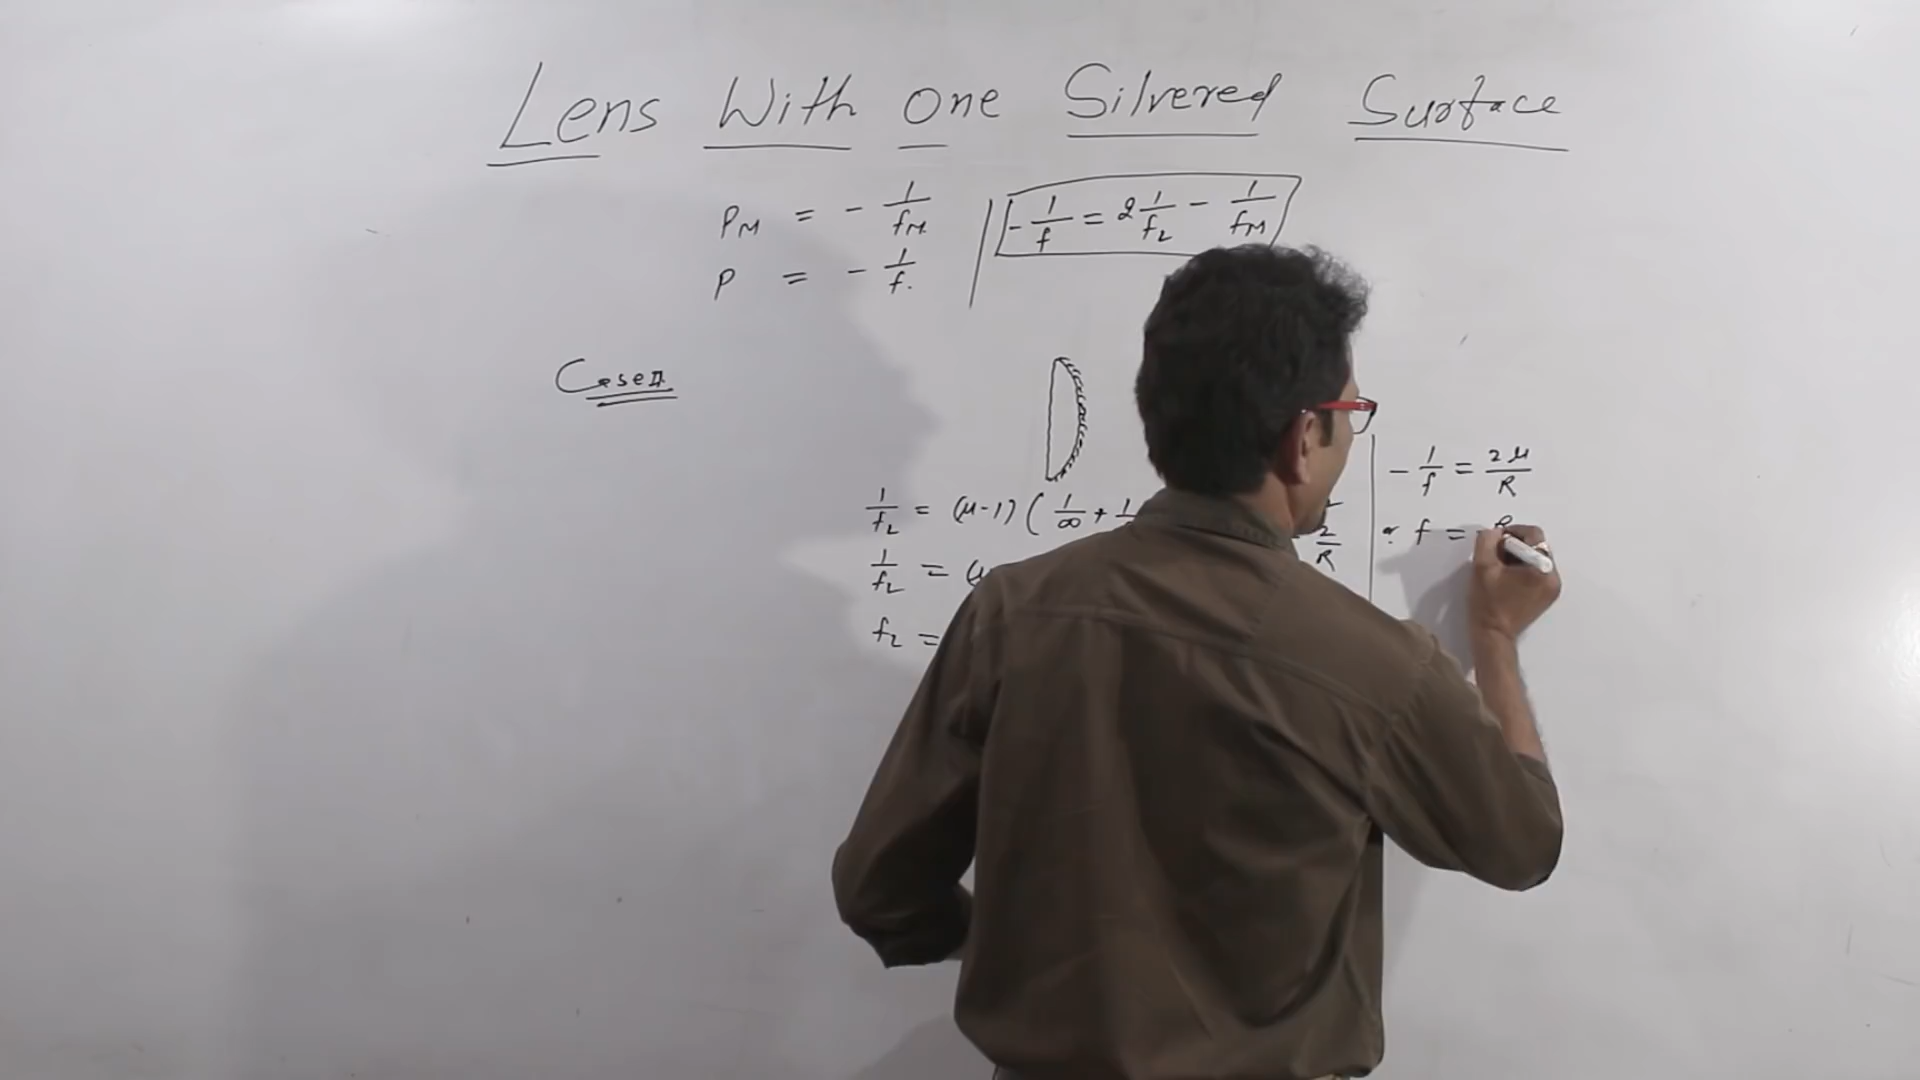 Lens With one Silvered Surface
P_M = - 1/f_M
P = - 1/f.
- 1/f = 2 1/f_L - 1/f_M
Case II.
1/f_L = (μ-1) ( 1/∞ + 1
1/f_L = (μ
f_L =
2/R
- 1/f = 2μ/R
or f = - R